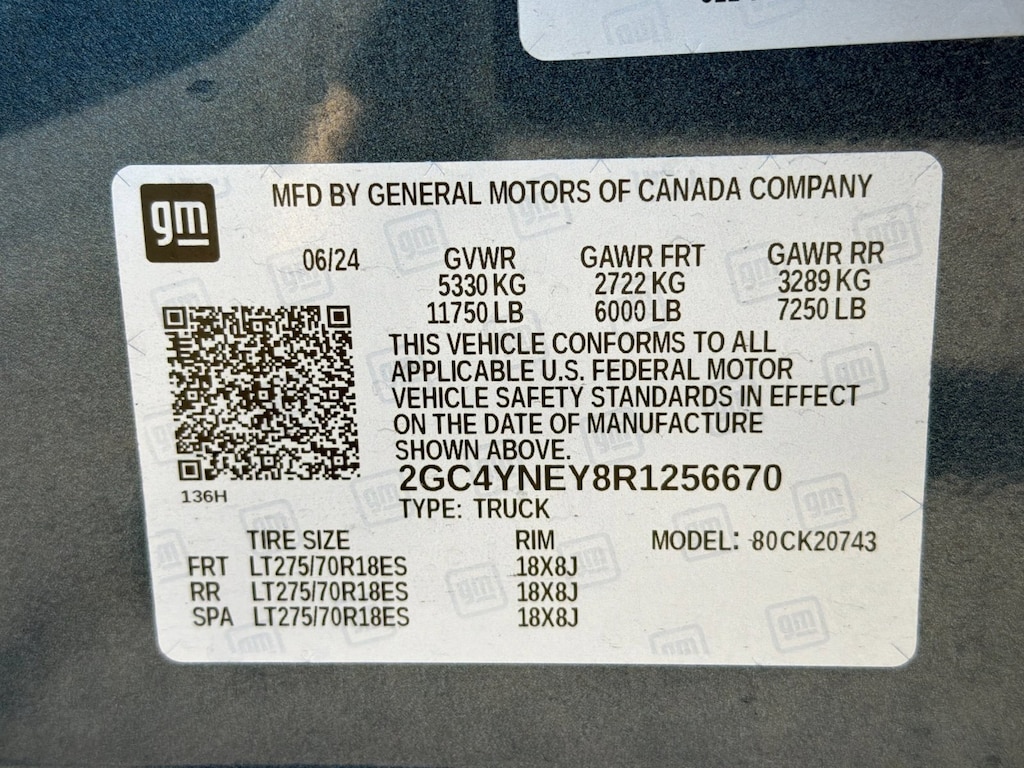 MFD BY GENERAL MOTORS OF CANADA COMPANY
gm
06/24 GVWR GAWR FRT GAWR RR
5330 KG 2722 KG 3289 KG
11750 LB 6000 LB 7250 LB
THIS VEHICLE CONFORMS TO ALL
APPLICABLE U.S. FEDERAL MOTOR
VEHICLE SAFETY STANDARDS IN EFFECT
ON THE DATE OF MANUFACTURE
SHOWN ABOVE.
2GC4YNEY8R1256670
136H
TYPE: TRUCK
TIRE SIZE RIM MODEL: 80CK20743
FRT LT275/70R18ES 18X8J
RR LT275/70R18ES 18X8J
SPA LT275/70R18ES 18X8J